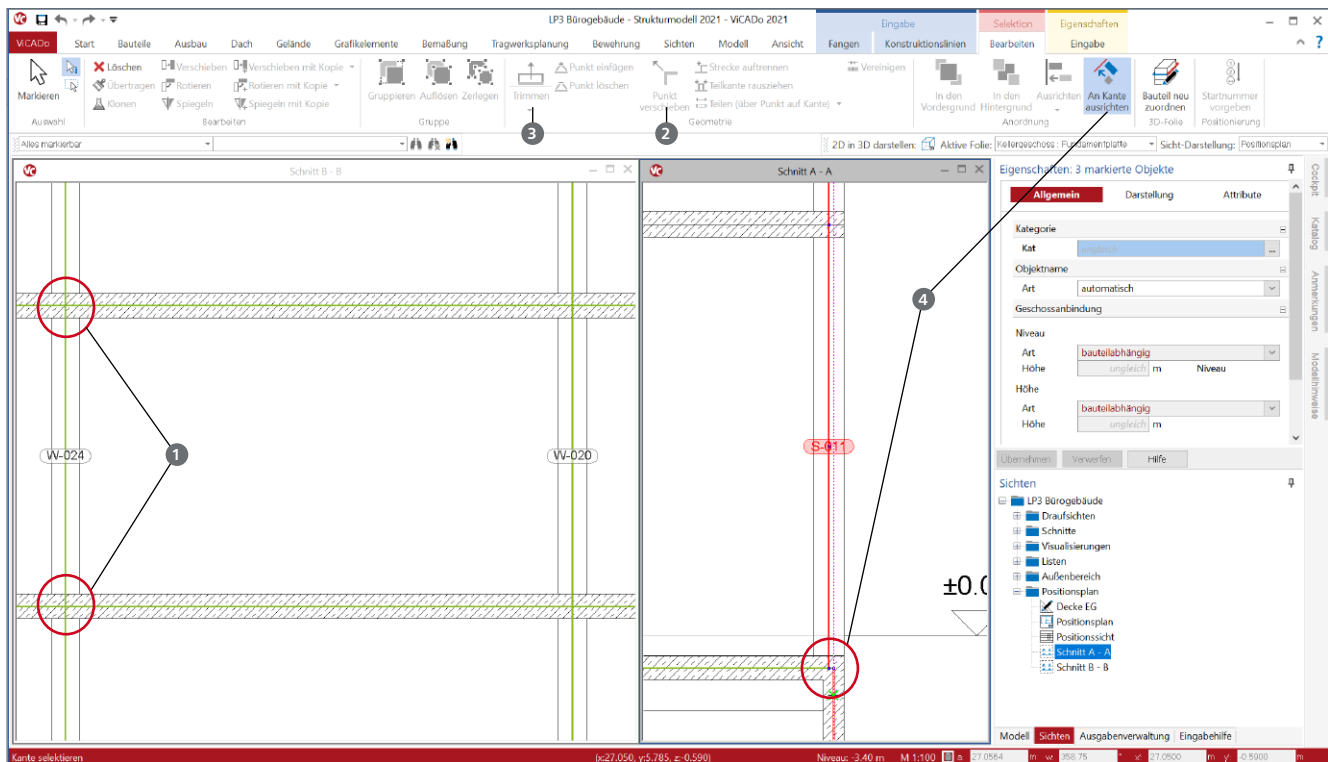 LP3 Bürogebäude - Strukturmodell 2021 - ViCADo 2021
Eingabe
Selektion
Eigenschaften
ViCADo Start Bauteile Ausbau Dach Gelände Grafikelemente Bemaßung Tragwerksplanung Bewehrung Sichten Modell Ansicht Fangen Konstruktionslinien Bearbeiten Eingabe
Löschen Verschieben Verschieben mit Kopie Punkt einfügen Strecke auftrennen Vereinigen
Übertragen Rotieren Rotieren mit Kopie Punkt löschen Teilkante rausziehen
Klonen Spiegeln Spiegeln mit Kopie Teilen (über Punkt auf Kante)
Markieren
Gruppieren Auflösen Zerlegen
Trimmen
Punkt verschieben
In den Vordergrund
In den Hintergrund
Ausrichten
An Kante ausrichten
Bauteil neu zuordnen
Startnummer vorgeben
Auswahl Bearbeiten Gruppe Geometrie Anordnung 3D-Folie Positionierung
3
2
Alles markierbar
2D in 3D darstellen: Aktive Folie: Kellergeschoss : Fundamentplatte Sicht-Darstellung: Positionsplan
Schnitt B - B
Schnitt A - A
W-024
W-020
1
S-011
±0.0
4
Eigenschaften: 3 markierte Objekte
Allgemein Darstellung Attribute
Kategorie
Kat ungleich ...
Objektname
Art automatisch
Geschossanbindung
Niveau
Art bauteilabhängig
Höhe ungleich m Niveau
Höhe
Art bauteilabhängig
Höhe ungleich m
Übernehmen Verwerfen Hilfe
Sichten
LP3 Bürogebäude
Draufsichten
Schnitte
Visualisierungen
Listen
Außenbereich
Positionsplan
Decke EG
Positionsplan
Positionssicht
Schnitt A - A
Schnitt B - B
Modell Sichten Ausgabenverwaltung Eingabehilfe
Cockpit
Katalog
Anmerkungen
Modellhinweise
Kante selektieren
(x:27.050, y:5.785, z:-0.590)
Niveau: -3.40 m M 1:100 a: 27.0564 m w: 358.75 ° x: 27.0500 m y: -0.5900 m